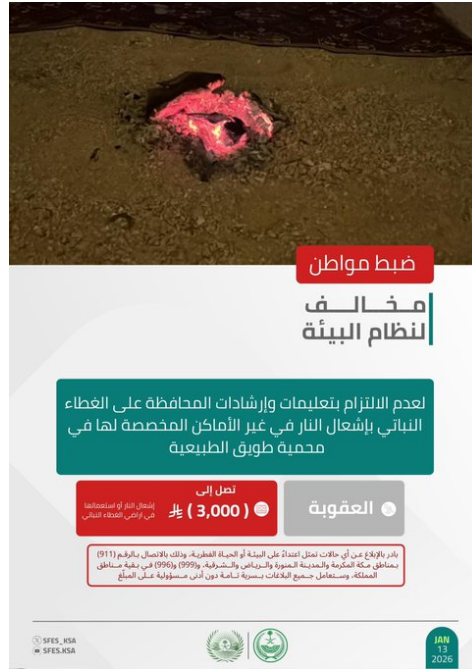 ضبط مواطن
مخالف
لنظام البيئة
لعدم الالتزام بتعليمات وإرشادات المحافظة على الغطاء
النباتي بإشعال النار في غير الأماكن المخصصة لها في
محمية طويق الطبيعية
العقوبة
تصل إلى
( 3,000 )
إشعال النار أو استعمالها
في أراضي الغطاء النباتي
بادر بالإبلاغ عن أي حالات تمثل اعتداءً على البيئة أو الحياة الفطرية، وذلك بالاتصال بالرقم (911)
بمناطق مكة المكرمة والمدينة المنورة والرياض والشرقية، و(999) و(996) في بقية مناطق
المملكة، وستعامل جميع البلاغات بسرية تامة دون أدنى مسؤولية على المبلّغ
SFES_KSA
SFES.KSA
JAN
13
2026